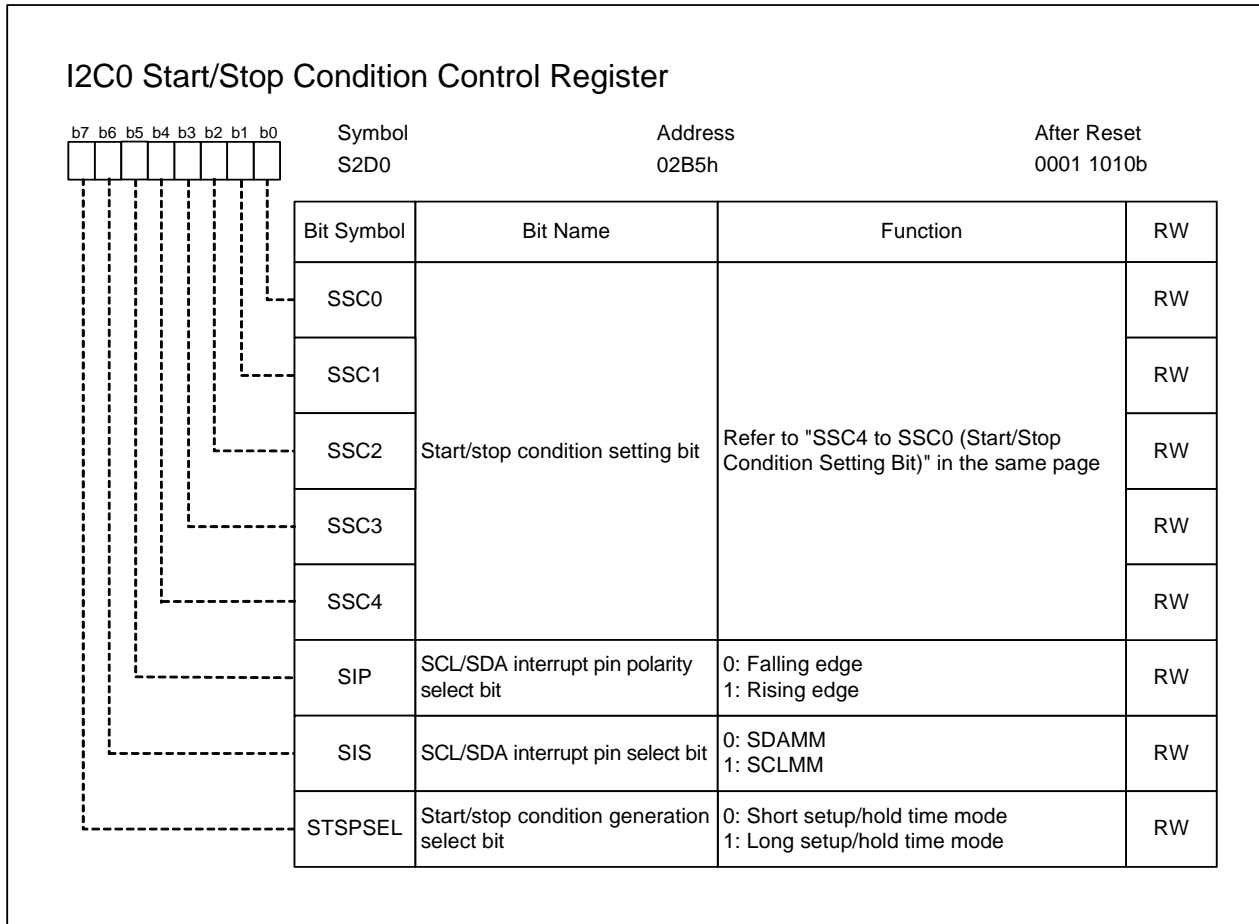 I2C0 Start/Stop Condition Control Register
b7 b6 b5 b4 b3 b2 b1 b0
Symbol Address After Reset
S2D0 02B5h 0001 1010b
Bit Symbol Bit Name Function RW
SSC0 RW
SSC1 RW
SSC2 Start/stop condition setting bit Refer to "SSC4 to SSC0 (Start/Stop
Condition Setting Bit)" in the same page RW
SSC3 RW
SSC4 RW
SIP SCL/SDA interrupt pin polarity
select bit 0: Falling edge
1: Rising edge RW
SIS SCL/SDA interrupt pin select bit 0: SDAMM
1: SCLMM RW
STSPSEL Start/stop condition generation
select bit 0: Short setup/hold time mode
1: Long setup/hold time mode RW